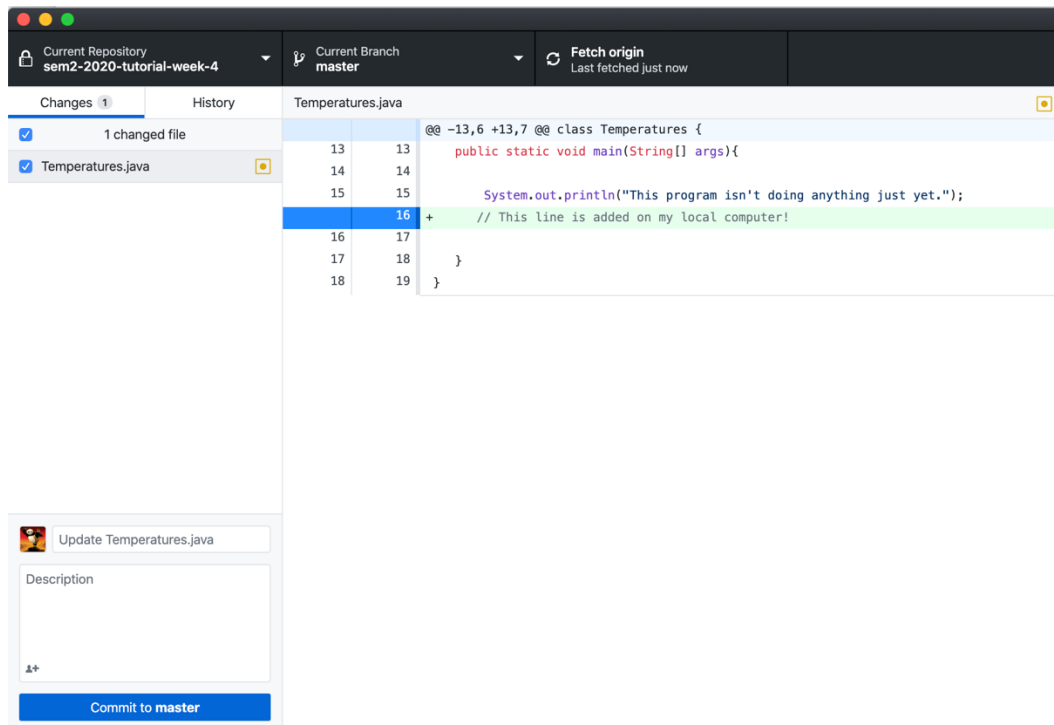 Current Repository
sem2-2020-tutorial-week-4
Current Branch
master
Fetch origin
Last fetched just now
Changes 1
History
Temperatures.java
1 changed file
Temperatures.java
@@ -13,6 +13,7 @@ class Temperatures {
13 13 public static void main(String[] args){
14 14
15 15 System.out.println("This program isn't doing anything just yet.");
16 + // This line is added on my local computer!
16 17
17 18 }
18 19 }
Update Temperatures.java
Description
Commit to master